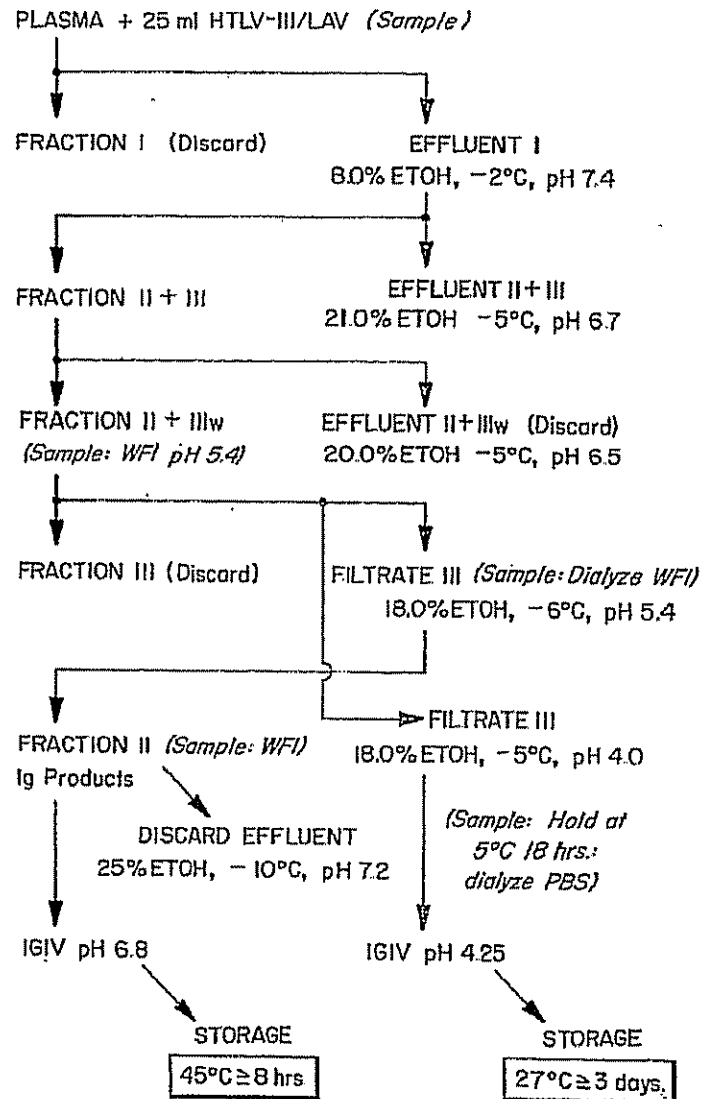 PLASMA + 25 ml HTLV-III/LAV (Sample)
FRACTION I (Discard)
EFFLUENT I
8.0% ETOH, -2°C, pH 7.4
FRACTION II + III
EFFLUENT II+III
21.0% ETOH -5°C, pH 6.7
FRACTION II + IIIw
(Sample: WFI pH 5.4)
EFFLUENT II+IIIw (Discard)
20.0% ETOH -5°C, pH 6.5
FRACTION III (Discard)
FILTRATE III (Sample: Dialyze WFI)
18.0% ETOH, -6°C, pH 5.4
FRACTION II (Sample: WFI)
Ig Products
FILTRATE III
18.0% ETOH, -5°C, pH 4.0
DISCARD EFFLUENT
25% ETOH, -10°C, pH 7.2
(Sample: Hold at
5°C 18 hrs.:
dialyze PBS)
IGIV pH 6.8
IGIV pH 4.25
STORAGE
45°C ≥ 8 hrs
STORAGE
27°C ≥ 3 days.